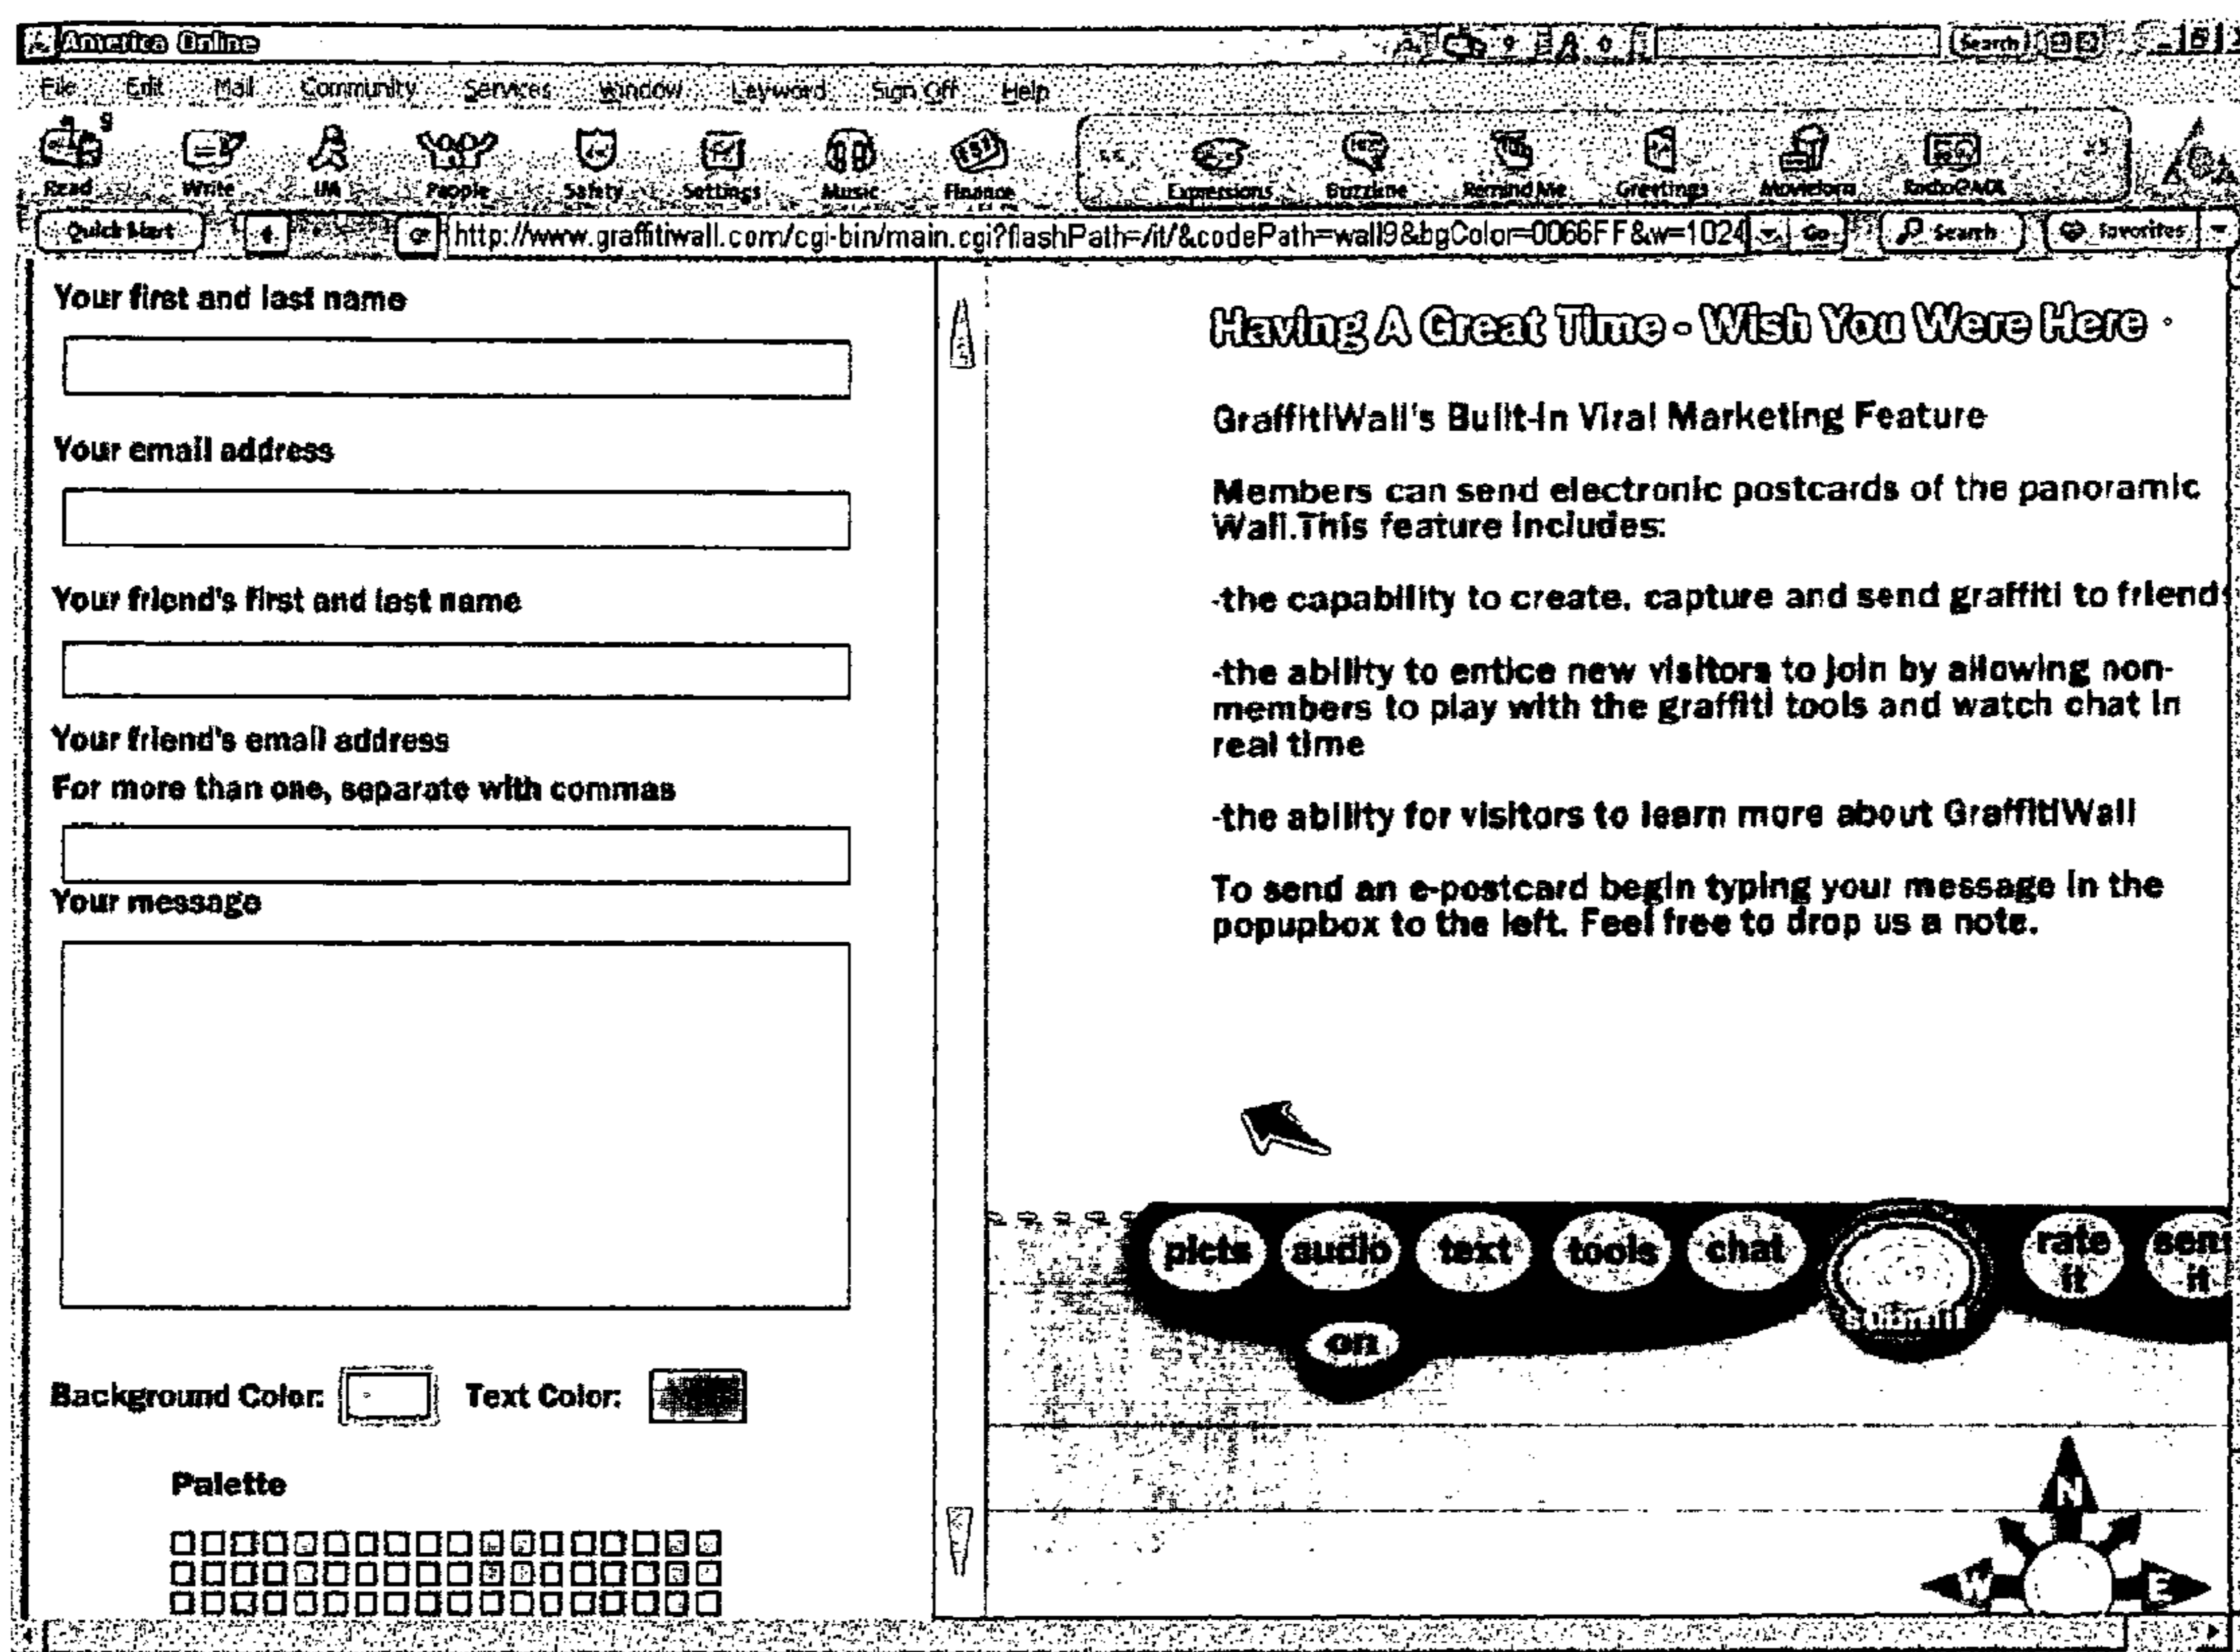 America Online
Search
File Edit Mail Community Services Window Keyword Sign Off Help
9
Read Write IM People Safety Settings Music Finance Expressions Buzzline Remind Me Greetings Moviefone Radio@AOL
Quick Start http://www.graffitiwall.com/cgi-bin/main.cgi?flashPath=/it/&codePath=wall9&bgColor=0066FF&w=1024 Go Search Favorites
Your first and last name
Your email address
Your friend's first and last name
Your friend's email address
For more than one, separate with commas
Your message
Background Color: Text Color:
Palette
Having A Great Time - Wish You Were Here
GraffitiWall's Built-in Viral Marketing Feature
Members can send electronic postcards of the panoramic
Wall.This feature includes:
-the capability to create, capture and send graffiti to friends
-the ability to entice new visitors to join by allowing non-
members to play with the graffiti tools and watch chat in
real time
-the ability for visitors to learn more about GraffitiWall
To send an e-postcard begin typing your message in the
popupbox to the left. Feel free to drop us a note.
picts audio text tools chat submit rate it sen it
on
N
W E